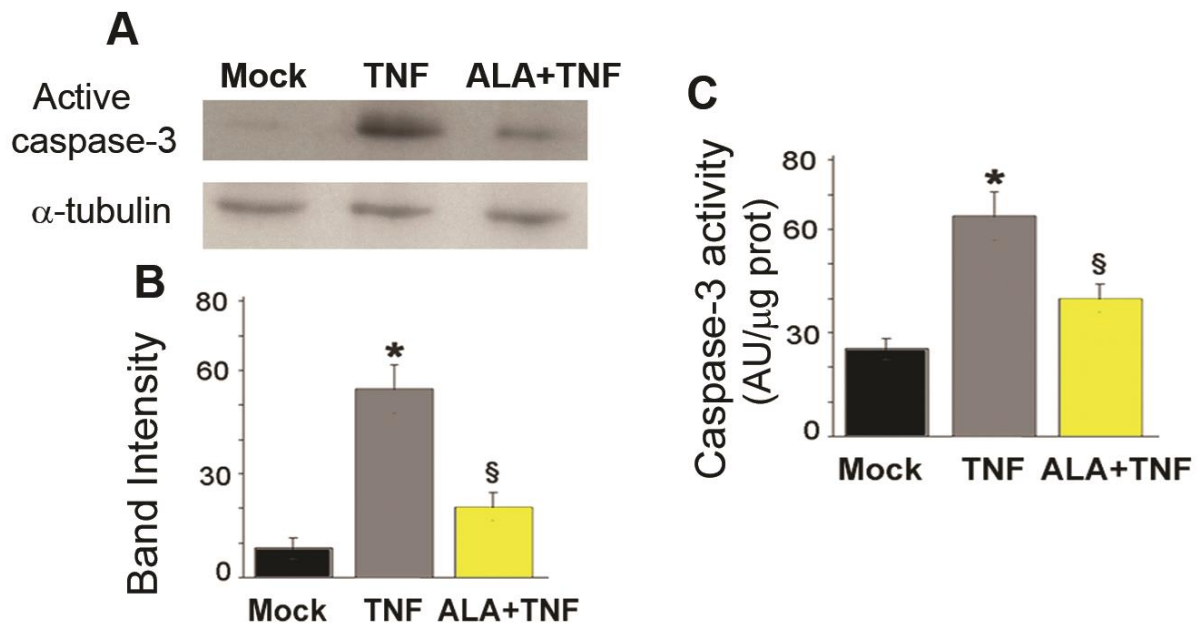 A
Mock TNF ALA+TNF
Active
caspase-3
α-tubulin
B
Band Intensity
80
60
30
0
*
§
Mock TNF ALA+TNF
C
Caspase-3 activity
(AU/µg prot)
80
60
30
0
*
§
Mock TNF ALA+TNF